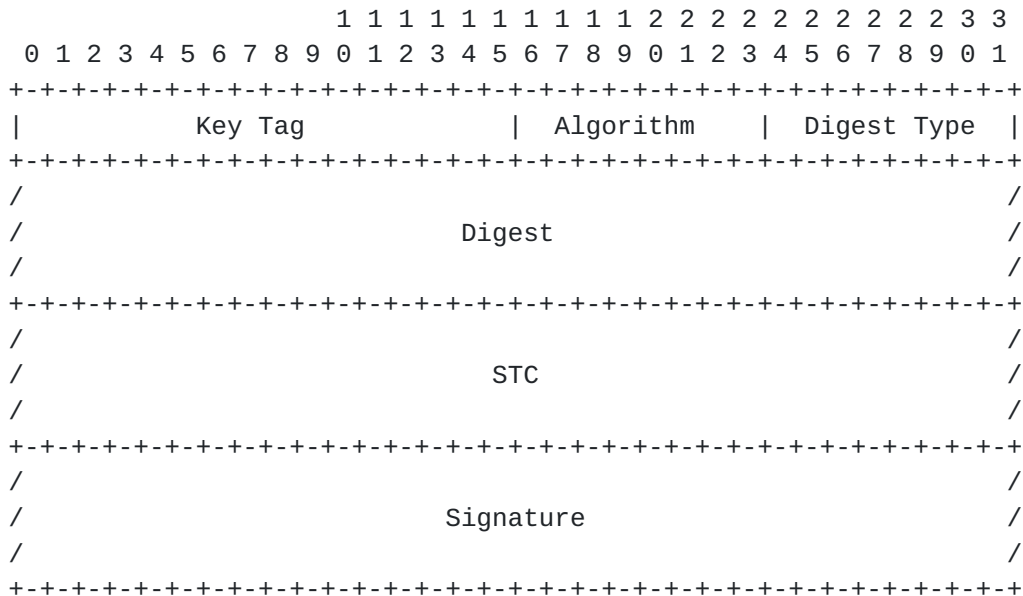 1 1 1 1 1 1 1 1 1 1 2 2 2 2 2 2 2 2 2 2 3 3
 0 1 2 3 4 5 6 7 8 9 0 1 2 3 4 5 6 7 8 9 0 1 2 3 4 5 6 7 8 9 0 1
+-+-+-+-+-+-+-+-+-+-+-+-+-+-+-+-+-+-+-+-+-+-+-+-+-+-+-+-+-+-+-+-+
|           Key Tag             |  Algorithm    |  Digest Type  |
+-+-+-+-+-+-+-+-+-+-+-+-+-+-+-+-+-+-+-+-+-+-+-+-+-+-+-+-+-+-+-+-+
/                                                               /
/                            Digest                             /
/                                                               /
+-+-+-+-+-+-+-+-+-+-+-+-+-+-+-+-+-+-+-+-+-+-+-+-+-+-+-+-+-+-+-+-+
/                                                               /
/                              STC                              /
/                                                               /
+-+-+-+-+-+-+-+-+-+-+-+-+-+-+-+-+-+-+-+-+-+-+-+-+-+-+-+-+-+-+-+-+
/                                                               /
/                           Signature                           /
/                                                               /
+-+-+-+-+-+-+-+-+-+-+-+-+-+-+-+-+-+-+-+-+-+-+-+-+-+-+-+-+-+-+-+-+